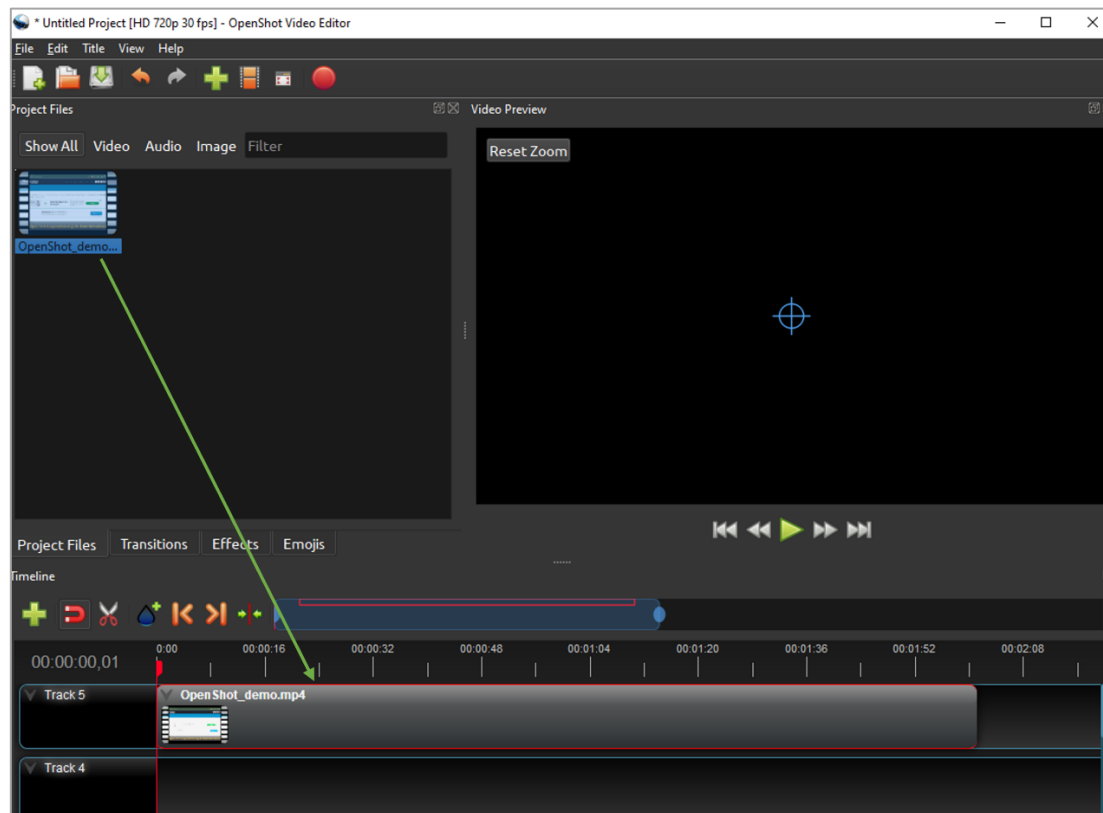 * Untitled Project [HD 720p 30 fps] - OpenShot Video Editor
File Edit Title View Help
Project Files
Video Preview
Show All Video Audio Image Filter
Reset Zoom
OpenShot_demo...
Project Files Transitions Effects Emojis
Timeline
00:00:00,01
0:00 00:00:16 00:00:32 00:00:48 00:01:04 00:01:20 00:01:36 00:01:52 00:02:08
Track 5
OpenShot_demo.mp4
Track 4